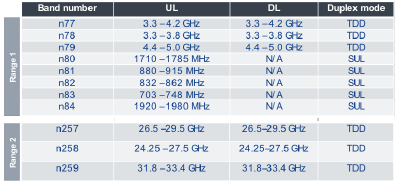 Band number UL DL Duplex mode
Range 1
n77 3.3 –4.2 GHz 3.3 –4.2 GHz TDD
n78 3.3 –3.8 GHz 3.3 –3.8 GHz TDD
n79 4.4 –5.0 GHz 4.4 –5.0 GHz TDD
n80 1710 –1785 MHz N/A SUL
n81 880 –915 MHz N/A SUL
n82 832 –862 MHz N/A SUL
n83 703 –748 MHz N/A SUL
n84 1920 –1980 MHz N/A SUL
Range 2
n257 26.5 –29.5 GHz 26.5 –29.5 GHz TDD
n258 24.25 –27.5 GHz 24.25 –27.5 GHz TDD
n259 31.8 –33.4 GHz 31.8 –33.4 GHz TDD